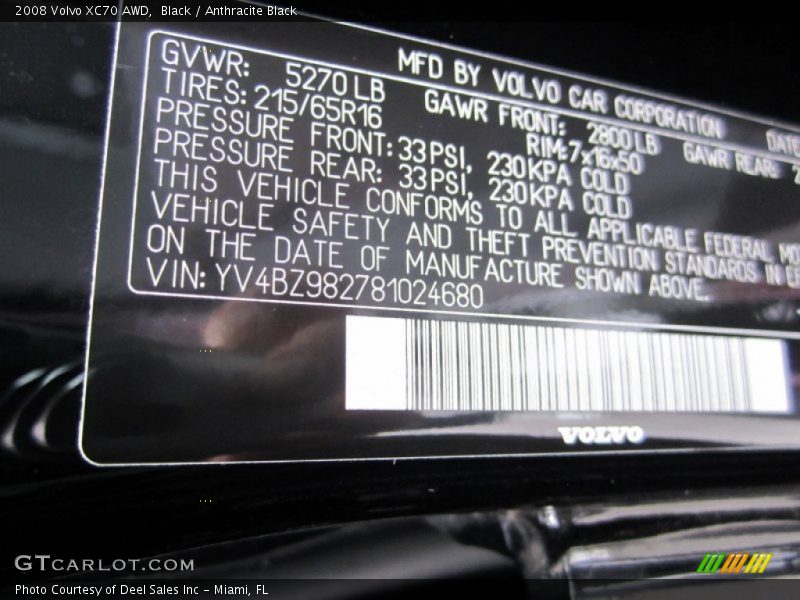 2008 Volvo XC70 AWD, Black / Anthracite Black
MFD BY VOLVO CAR CORPORATION
GVWR: 5270 LB GAWR FRONT: 2800 LB GAWR REAR:
TIRES: 215/65R16 RIM: 7x16x50
PRESSURE FRONT: 33 PSI, 230 KPA COLD
PRESSURE REAR: 33 PSI, 230 KPA COLD
THIS VEHICLE CONFORMS TO ALL APPLICABLE FEDERAL
VEHICLE SAFETY AND THEFT PREVENTION STANDARDS IN
ON THE DATE OF MANUFACTURE SHOWN ABOVE.
VIN: YV4BZ982781024680
VOLVO
GTCARLOT.COM
Photo Courtesy of Deel Sales Inc - Miami, FL